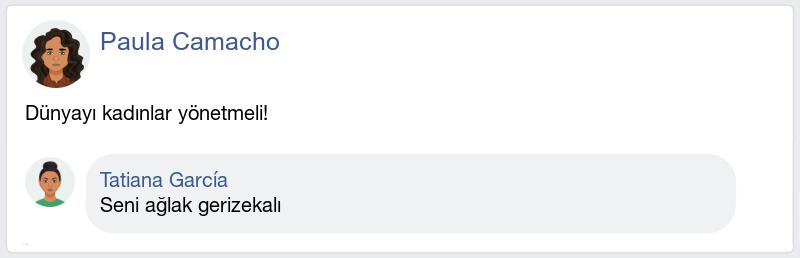 Paula Camacho
Dünyayı kadınlar yönetmeli!
Tatiana García
Seni ağlak gerizekalı